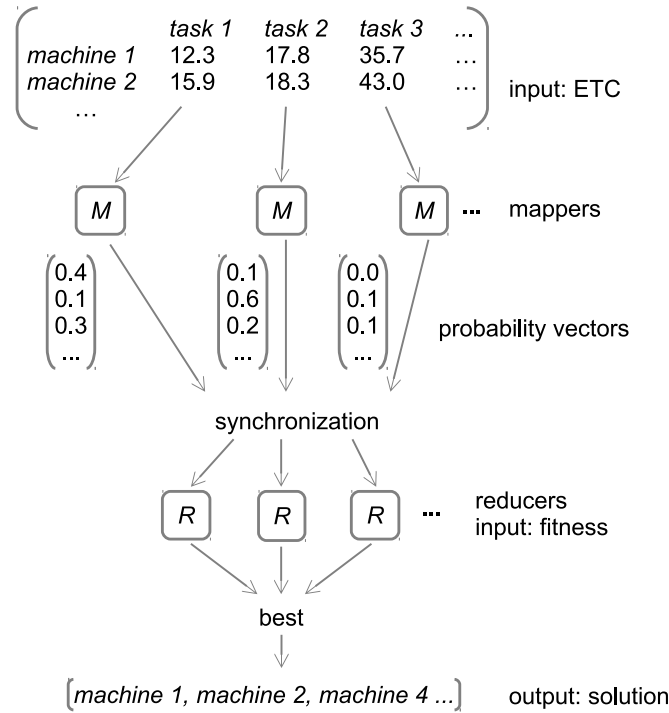 task 1 task 2 task 3 ...
machine 1 12.3 17.8 35.7 ...
machine 2 15.9 18.3 43.0 ...
...
input: ETC
M M M ... mappers
0.4 0.1 0.0
0.1 0.6 0.1
0.3 0.2 0.1
... ... ...
probability vectors
synchronization
R R R ... reducers
input: fitness
best
[machine 1, machine 2, machine 4 ...] output: solution